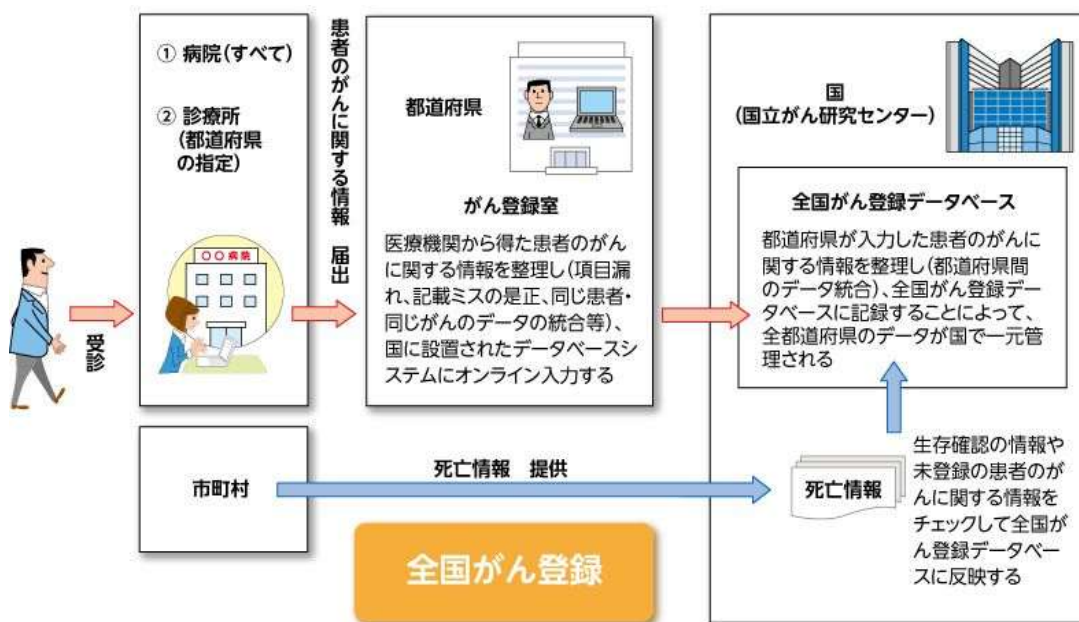 ① 病院(すべて)
② 診療所
(都道府県
の指定)
〇〇病院
受診
患者のがんに関する情報 届出
都道府県
がん登録室
医療機関から得た患者のがん
に関する情報を整理し(項目漏
れ、記載ミスの是正、同じ患者・
同じがんのデータの統合等)、
国に設置されたデータベースシ
ステムにオンライン入力する
国
(国立がん研究センター)
全国がん登録データベース
都道府県が入力した患者のがんに
関する情報を整理し(都道府県間
のデータ統合)、全国がん登録デー
タベースに記録することによって、
全都道府県のデータが国で一元管
理される
市町村
死亡情報 提供
死亡情報
生存確認の情報や
未登録の患者のが
んに関する情報を
チェックして全国が
ん登録データベー
スに反映する
全国がん登録